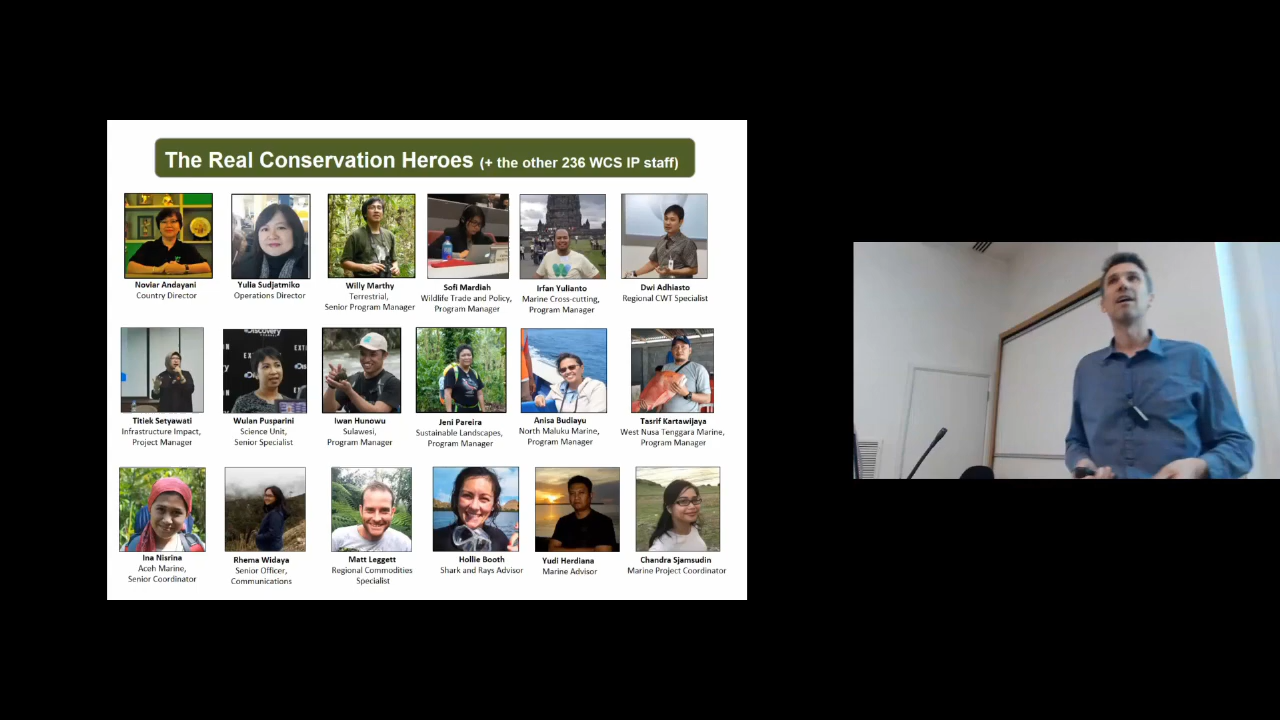 The Real Conservation Heroes (+ the other 236 WCS IP staff)
Noviar Andayani
Country Director
Yulia Sudjatmiko
Operations Director
Willy Marthy
Terrestrial,
Senior Program Manager
Sofi Mardiah
Wildlife Trade and Policy,
Program Manager
Irfan Yulianto
Marine Cross-cutting,
Program Manager
Dwi Adhiasto
Regional CWT Specialist
Discovery
Titiek Setyawati
Infrastructure Impact,
Project Manager
Wulan Pusparini
Science Unit,
Senior Specialist
Iwan Hunowu
Sulawesi,
Program Manager
Jeni Pareira
Sustainable Landscapes,
Program Manager
Anisa Budiayu
North Maluku Marine,
Program Manager
Tasrif Kartawijaya
West Nusa Tenggara Marine,
Program Manager
Ina Nisrina
Aceh Marine,
Senior Coordinator
Rhema Widaya
Senior Officer,
Communications
Matt Leggett
Regional Commodities
Specialist
Hollie Booth
Shark and Rays Advisor
Yudi Herdiana
Marine Advisor
Chandra Sjamsudin
Marine Project Coordinator